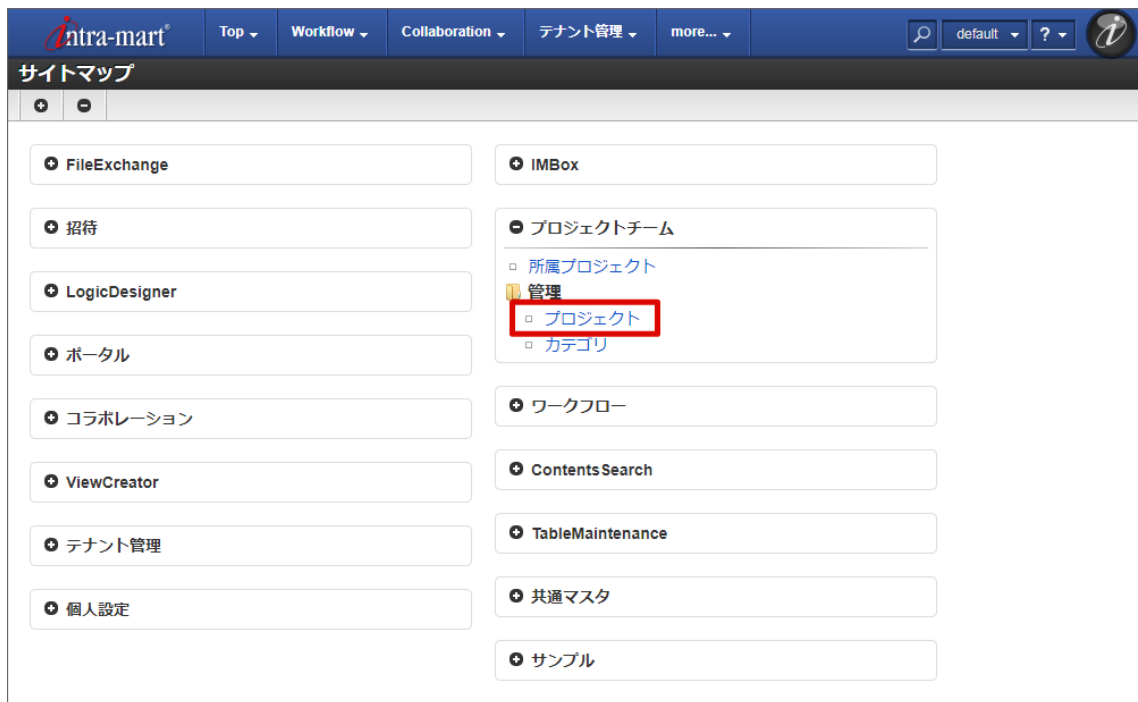 intra-mart®
Top
Workflow
Collaboration
テナント管理
more...
default
?
サイトマップ
FileExchange
招待
LogicDesigner
ポータル
コラボレーション
ViewCreator
テナント管理
個人設定
IMBox
プロジェクトチーム
所属プロジェクト
管理
プロジェクト
カテゴリ
ワークフロー
ContentsSearch
TableMaintenance
共通マスタ
サンプル